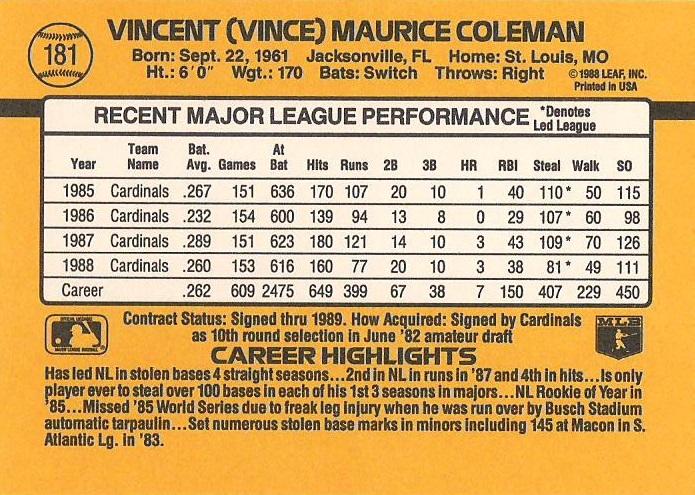 181
VINCENT (VINCE) MAURICE COLEMAN
Born: Sept. 22, 1961 Jacksonville, FL Home: St. Louis, MO
Ht.: 6'0" Wgt.: 170 Bats: Switch Throws: Right ©1988 LEAF, INC.
Printed in USA
RECENT MAJOR LEAGUE PERFORMANCE *Denotes Led League
Year Team Name Bat. Avg. Games At Bat Hits Runs 2B 3B HR RBI Steal Walk SO
1985 Cardinals .267 151 636 170 107 20 10 1 40 110* 50 115
1986 Cardinals .232 154 600 139 94 13 8 0 29 107* 60 98
1987 Cardinals .289 151 623 180 121 14 10 3 43 109* 70 126
1988 Cardinals .260 153 616 160 77 20 10 3 38 81* 49 111
Career .262 609 2475 649 399 67 38 7 150 407 229 450
Contract Status: Signed thru 1989. How Acquired: Signed by Cardinals
as 10th round selection in June '82 amateur draft
MLB
CAREER HIGHLIGHTS
Has led NL in stolen bases 4 straight seasons...2nd in NL in runs in '87 and 4th in hits...Is only
player ever to steal over 100 bases in each of his 1st 3 seasons in majors...NL Rookie of Year in
'85...Missed '85 World Series due to freak leg injury when he was run over by Busch Stadium
automatic tarpaulin...Set numerous stolen base marks in minors including 145 at Macon in S.
Atlantic Lg. in '83.